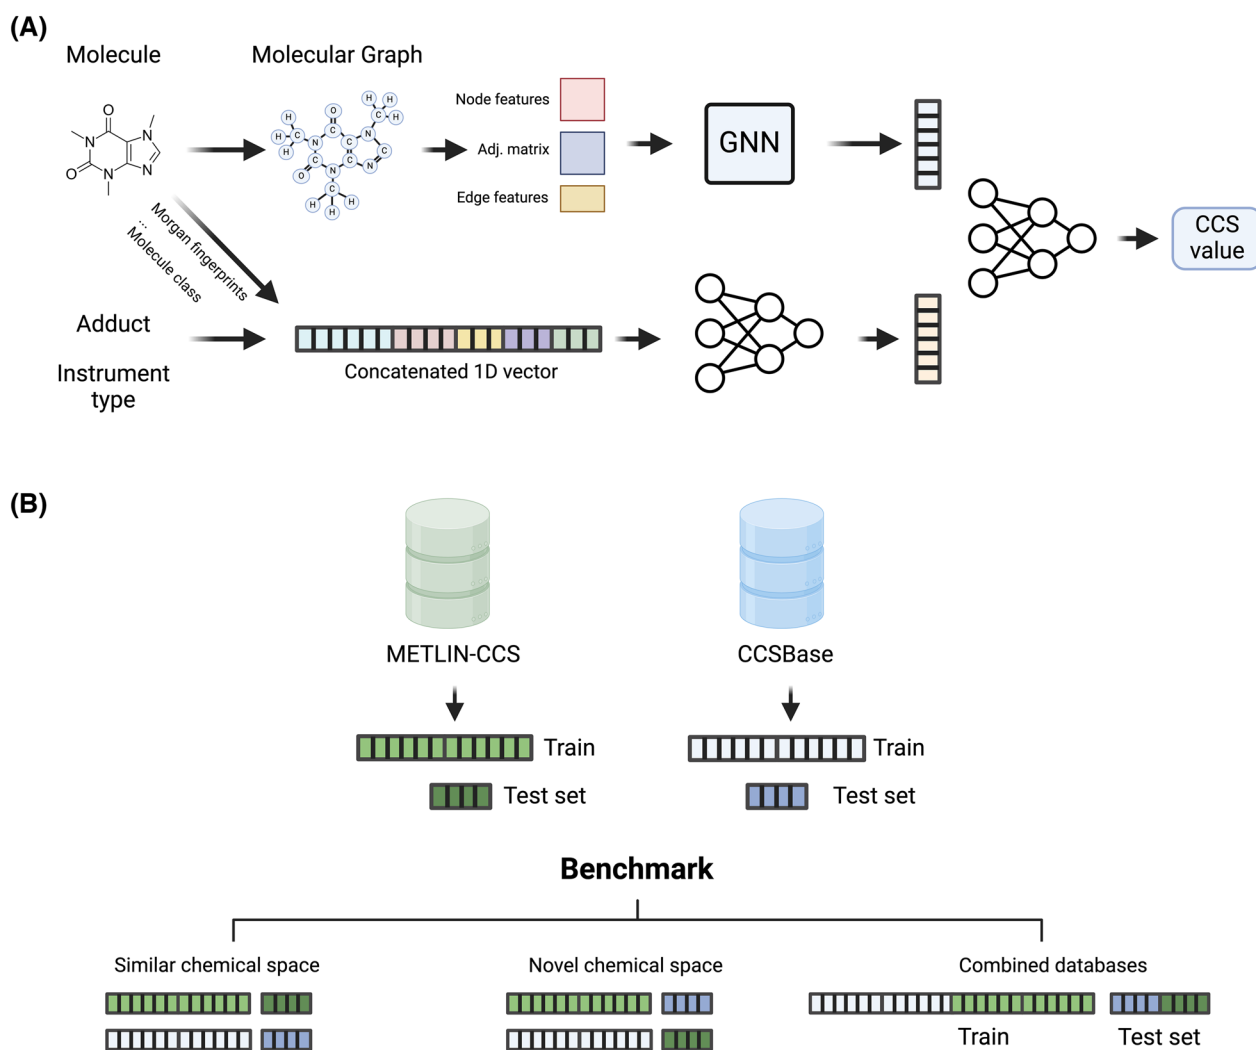 (A)
Molecule
Molecular Graph
Node features
Adj. matrix
Edge features
GNN
CCS
value
Morgan fingerprints
...
Molecule class
Adduct
Instrument
type
Concatenated 1D vector
O
N
N
O
N
N
H
H
H
C
O
C
N
C
O
N
C
C
N
C
N
C
H
H
H
C
H
H
H
(B)
METLIN-CCS
CCSBase
Train
Train
Test set
Test set
Benchmark
Similar chemical space
Novel chemical space
Combined databases
Train
Test set